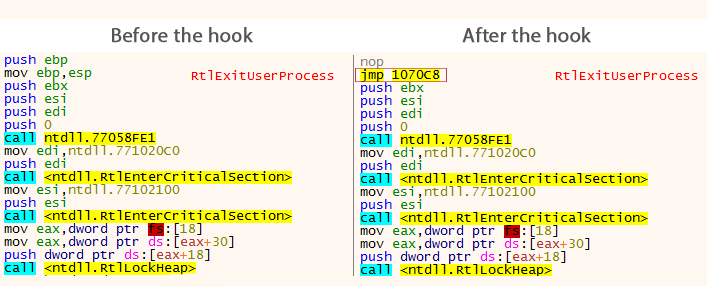 Before the hook
push ebp
mov ebp,esp
RtlExitUserProcess
push ebx
push esi
push edi
push 0
call ntdll.77058FE1
mov edi,ntdll.771020C0
push edi
call <ntdll.RtlEnterCriticalSection>
mov esi,ntdll.77102100
push esi
call <ntdll.RtlEnterCriticalSection>
mov eax,dword ptr fs:[18]
mov eax,dword ptr ds:[eax+30]
push dword ptr ds:[eax+18]
call <ntdll.RtlLockHeap>
After the hook
nop
jmp 1070C8
RtlExitUserProcess
push ebx
push esi
push edi
push 0
call ntdll.77058FE1
mov edi,ntdll.771020C0
push edi
call <ntdll.RtlEnterCriticalSection>
mov esi,ntdll.77102100
push esi
call <ntdll.RtlEnterCriticalSection>
mov eax,dword ptr fs:[18]
mov eax,dword ptr ds:[eax+30]
push dword ptr ds:[eax+18]
call <ntdll.RtlLockHeap>